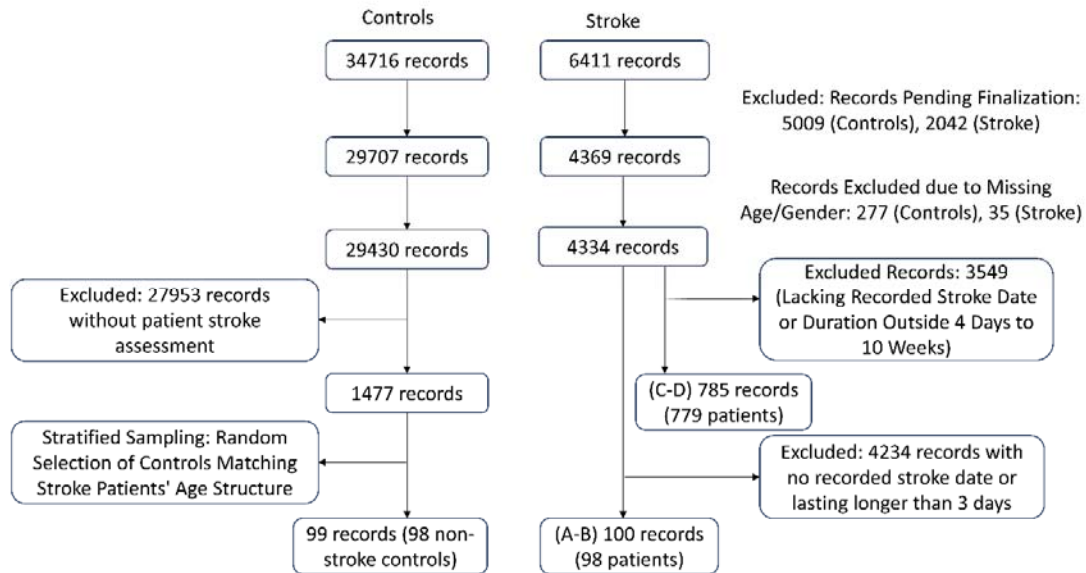 Controls
Stroke
34716 records
6411 records
Excluded: Records Pending Finalization:
5009 (Controls), 2042 (Stroke)
29707 records
4369 records
Records Excluded due to Missing
Age/Gender: 277 (Controls), 35 (Stroke)
29430 records
4334 records
Excluded: 27953 records
without patient stroke
assessment
Excluded Records: 3549
(Lacking Recorded Stroke Date
or Duration Outside 4 Days to
10 Weeks)
1477 records
(C-D) 785 records
(779 patients)
Stratified Sampling: Random
Selection of Controls Matching
Stroke Patients' Age Structure
Excluded: 4234 records with
no recorded stroke date or
lasting longer than 3 days
99 records (98 non-
stroke controls)
(A-B) 100 records
(98 patients)